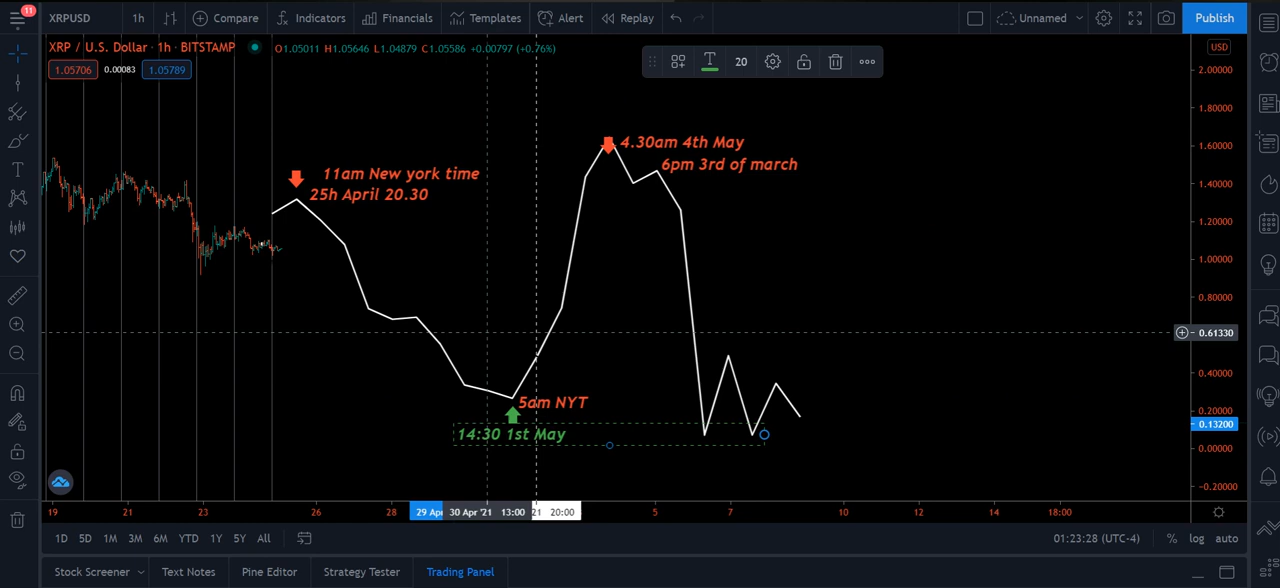 11
XRPUSD
1h
Compare
Indicators
Financials
Templates
Alert
Replay
Unnamed
Publish
XRP / U.S. Dollar · 1h · BITSTAMP
O1.05011 H1.05646 L1.04879 C1.05586 +0.00797 (+0.76%)
1.05706
0.00083
1.05789
T
20
USD
2.00000
1.80000
1.60000
1.40000
1.20000
1.00000
0.80000
0.61330
0.40000
0.20000
0.13200
0.00000
-0.20000
4.30am 4th May
6pm 3rd of march
11am New york time
25h April 20.30
5am NYT
14:30 1st May
19
21
23
26
28
29 Apr
30 Apr '21 13:00
21 20:00
5
7
10
12
14
18:00
1D
5D
1M
3M
6M
YTD
1Y
5Y
All
01:23:28 (UTC-4)
%
log
auto
Stock Screener
Text Notes
Pine Editor
Strategy Tester
Trading Panel